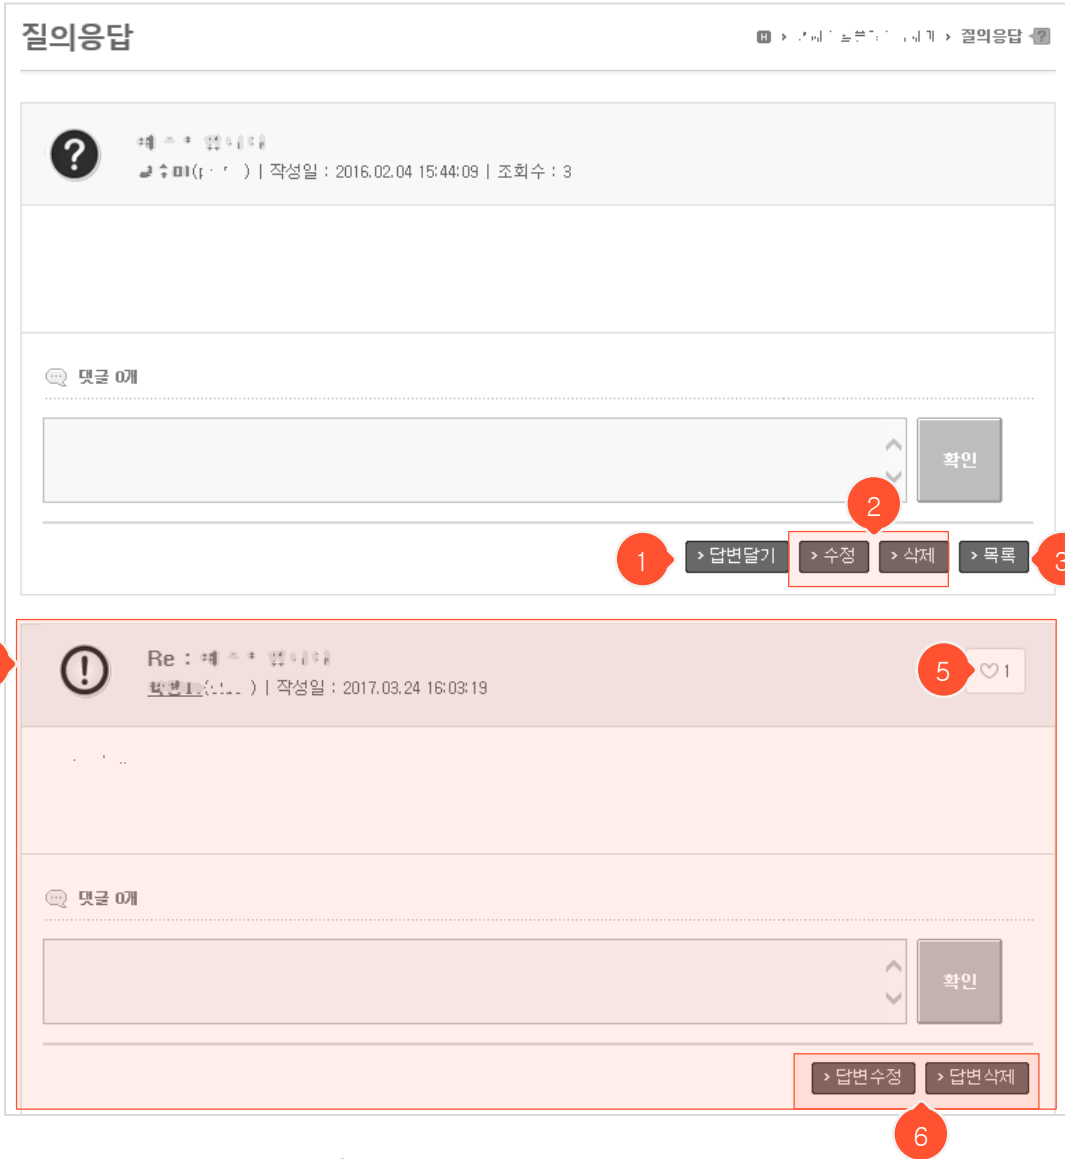 질의응답
H > > 질의응답 ?
?
| 작성일 : 2016.02.04 15:44:09 | 조회수 : 3
댓글 0개
확인
2
1 > 답변달기 > 수정 > 삭제 > 목록 3
!
Re :
| 작성일 : 2017.03.24 16:03:19
5 ♡ 1
댓글 0개
확인
> 답변수정 > 답변삭제
6